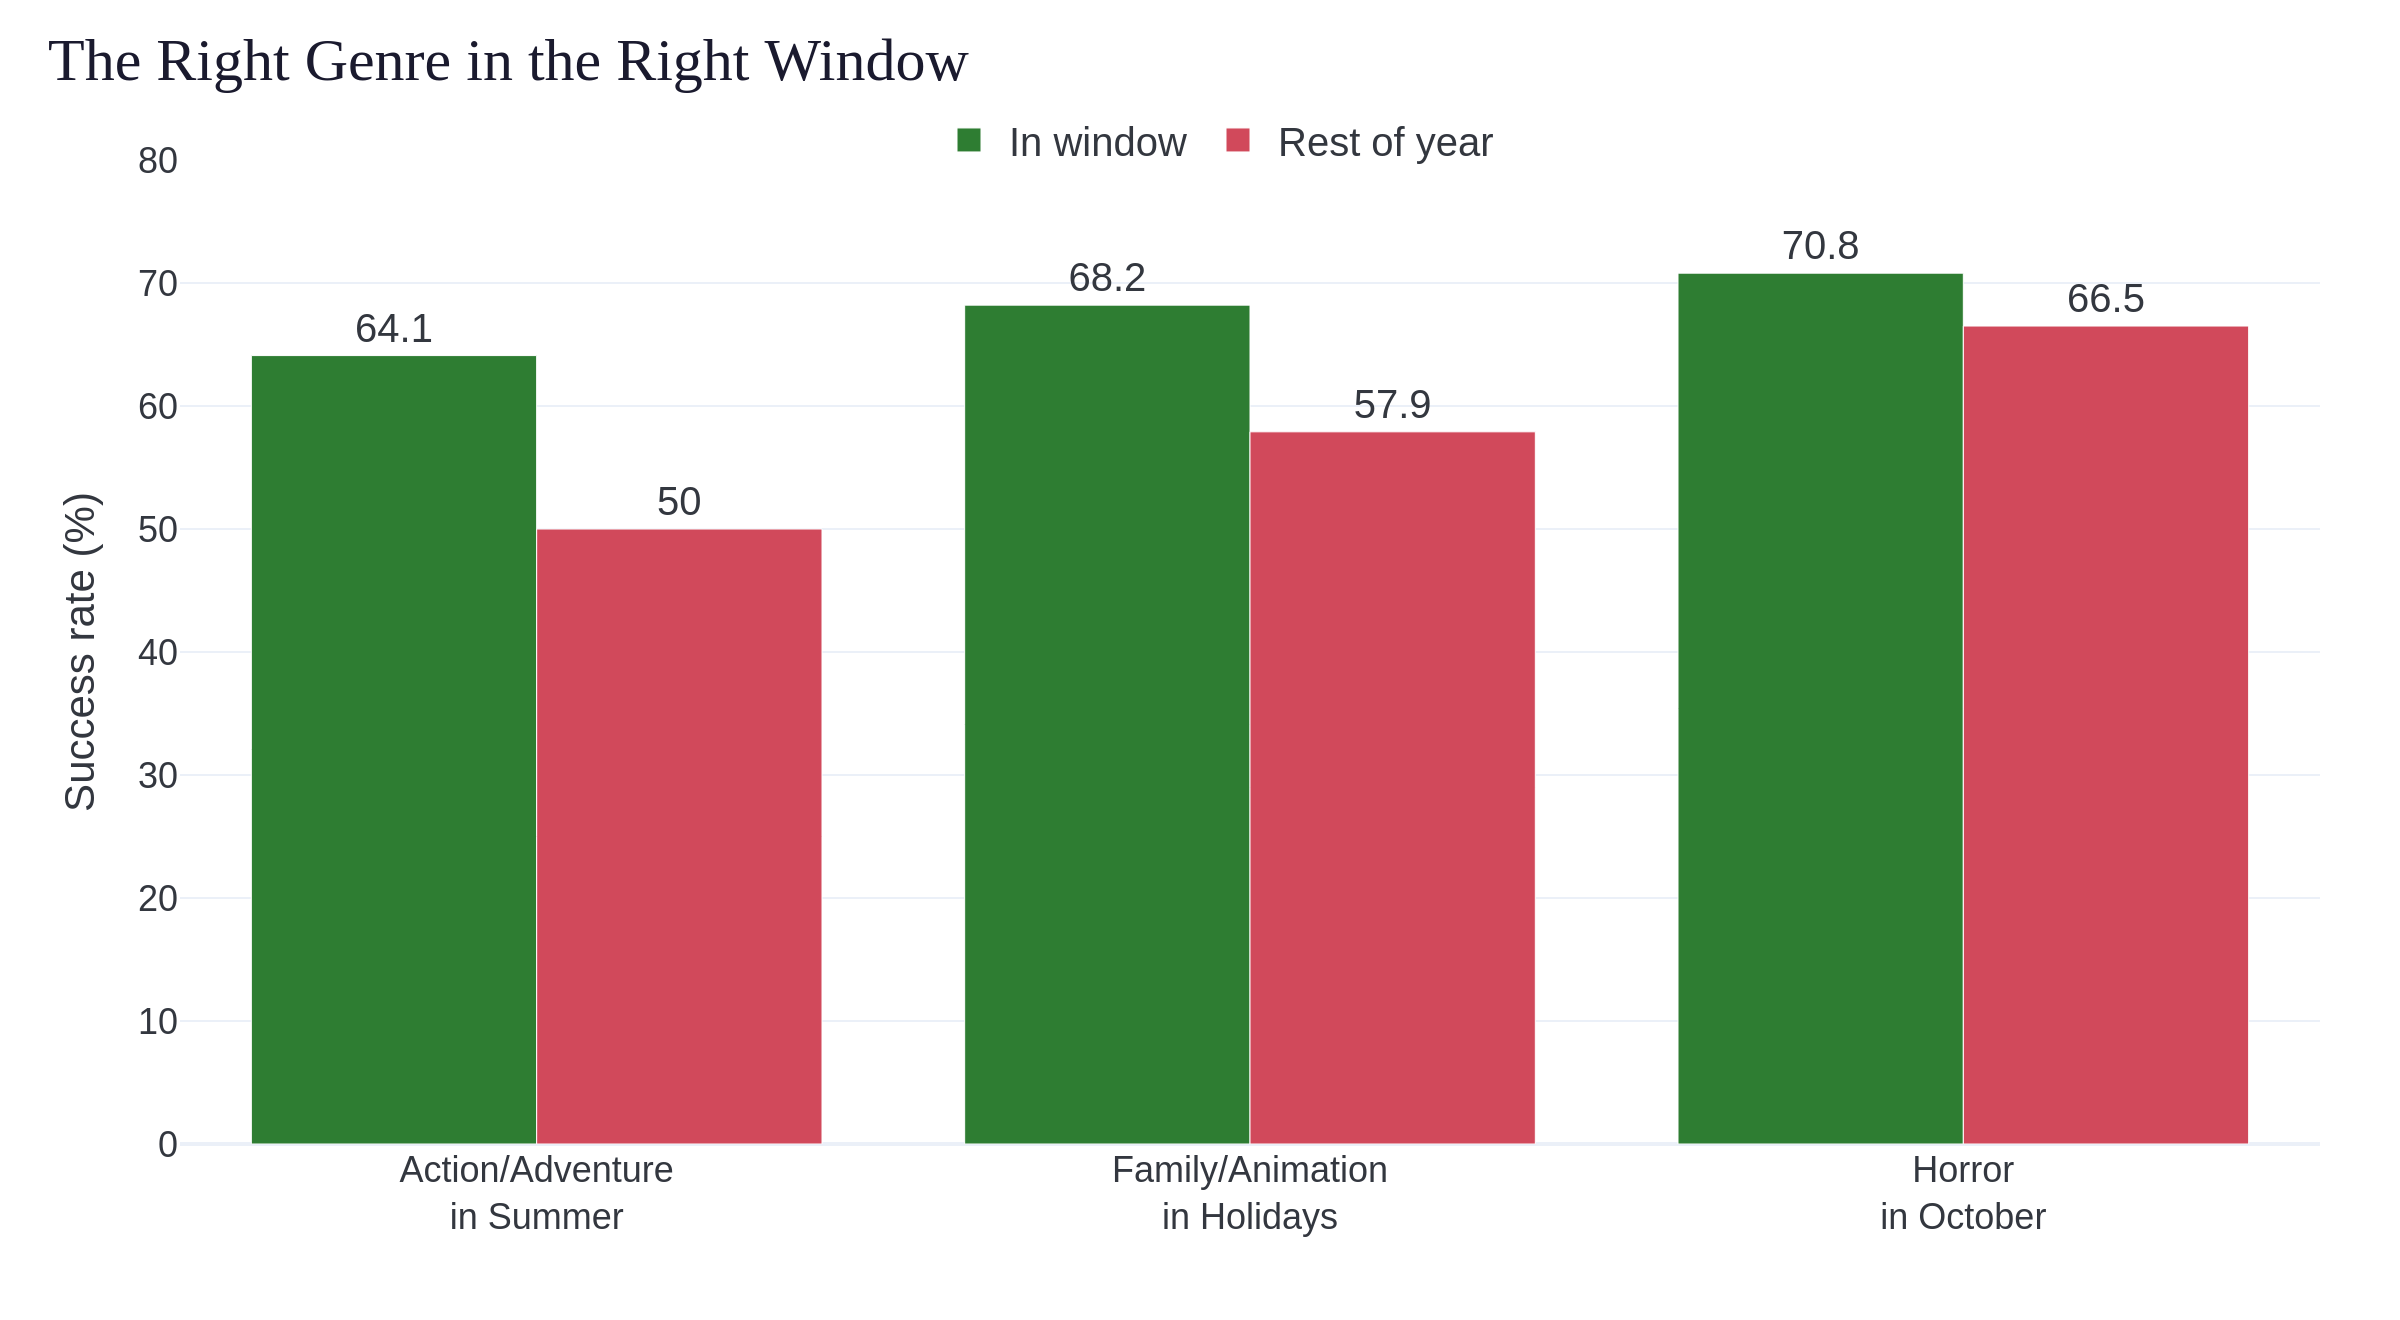 The Right Genre in the Right Window
In window
Rest of year
80
70
60
50
40
30
20
10
0
Success rate (%)
64.1
50
68.2
57.9
70.8
66.5
Action/Adventure
in Summer
Family/Animation
in Holidays
Horror
in October